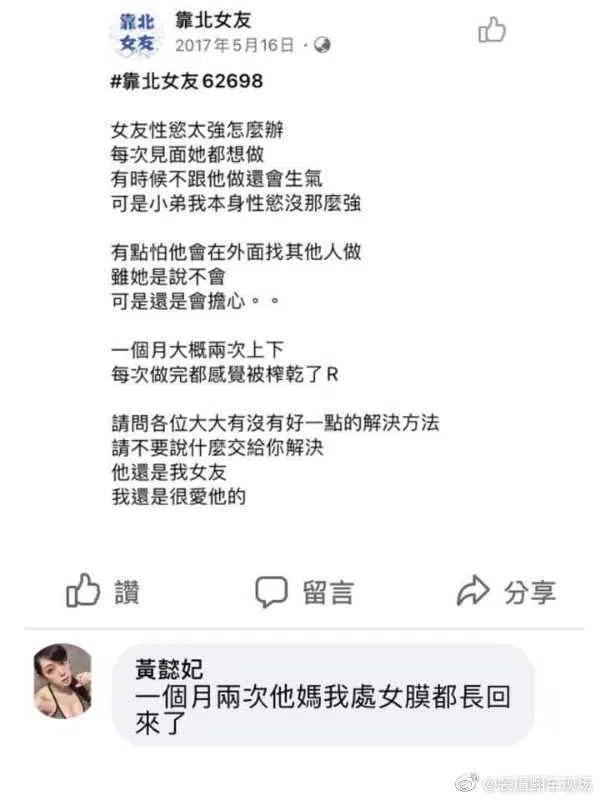 靠北
女友
靠北女友
2017年5月16日
#靠北女友62698
女友性慾太強怎麼辦
每次見面她都想做
有時候不跟他做還會生氣
可是小弟我本身性慾沒那麼強
有點怕他會在外面找其他人做
雖她是說不會
可是還是會擔心。。
一個月大概兩次上下
每次做完都感覺被榨乾了R
請問各位大大有沒有好一點的解決方法
請不要說什麼交給你解決
他還是我女友
我還是很愛他的
讚 留言 分享
黃懿妃
一個月兩次他媽我處女膜都長回
來了